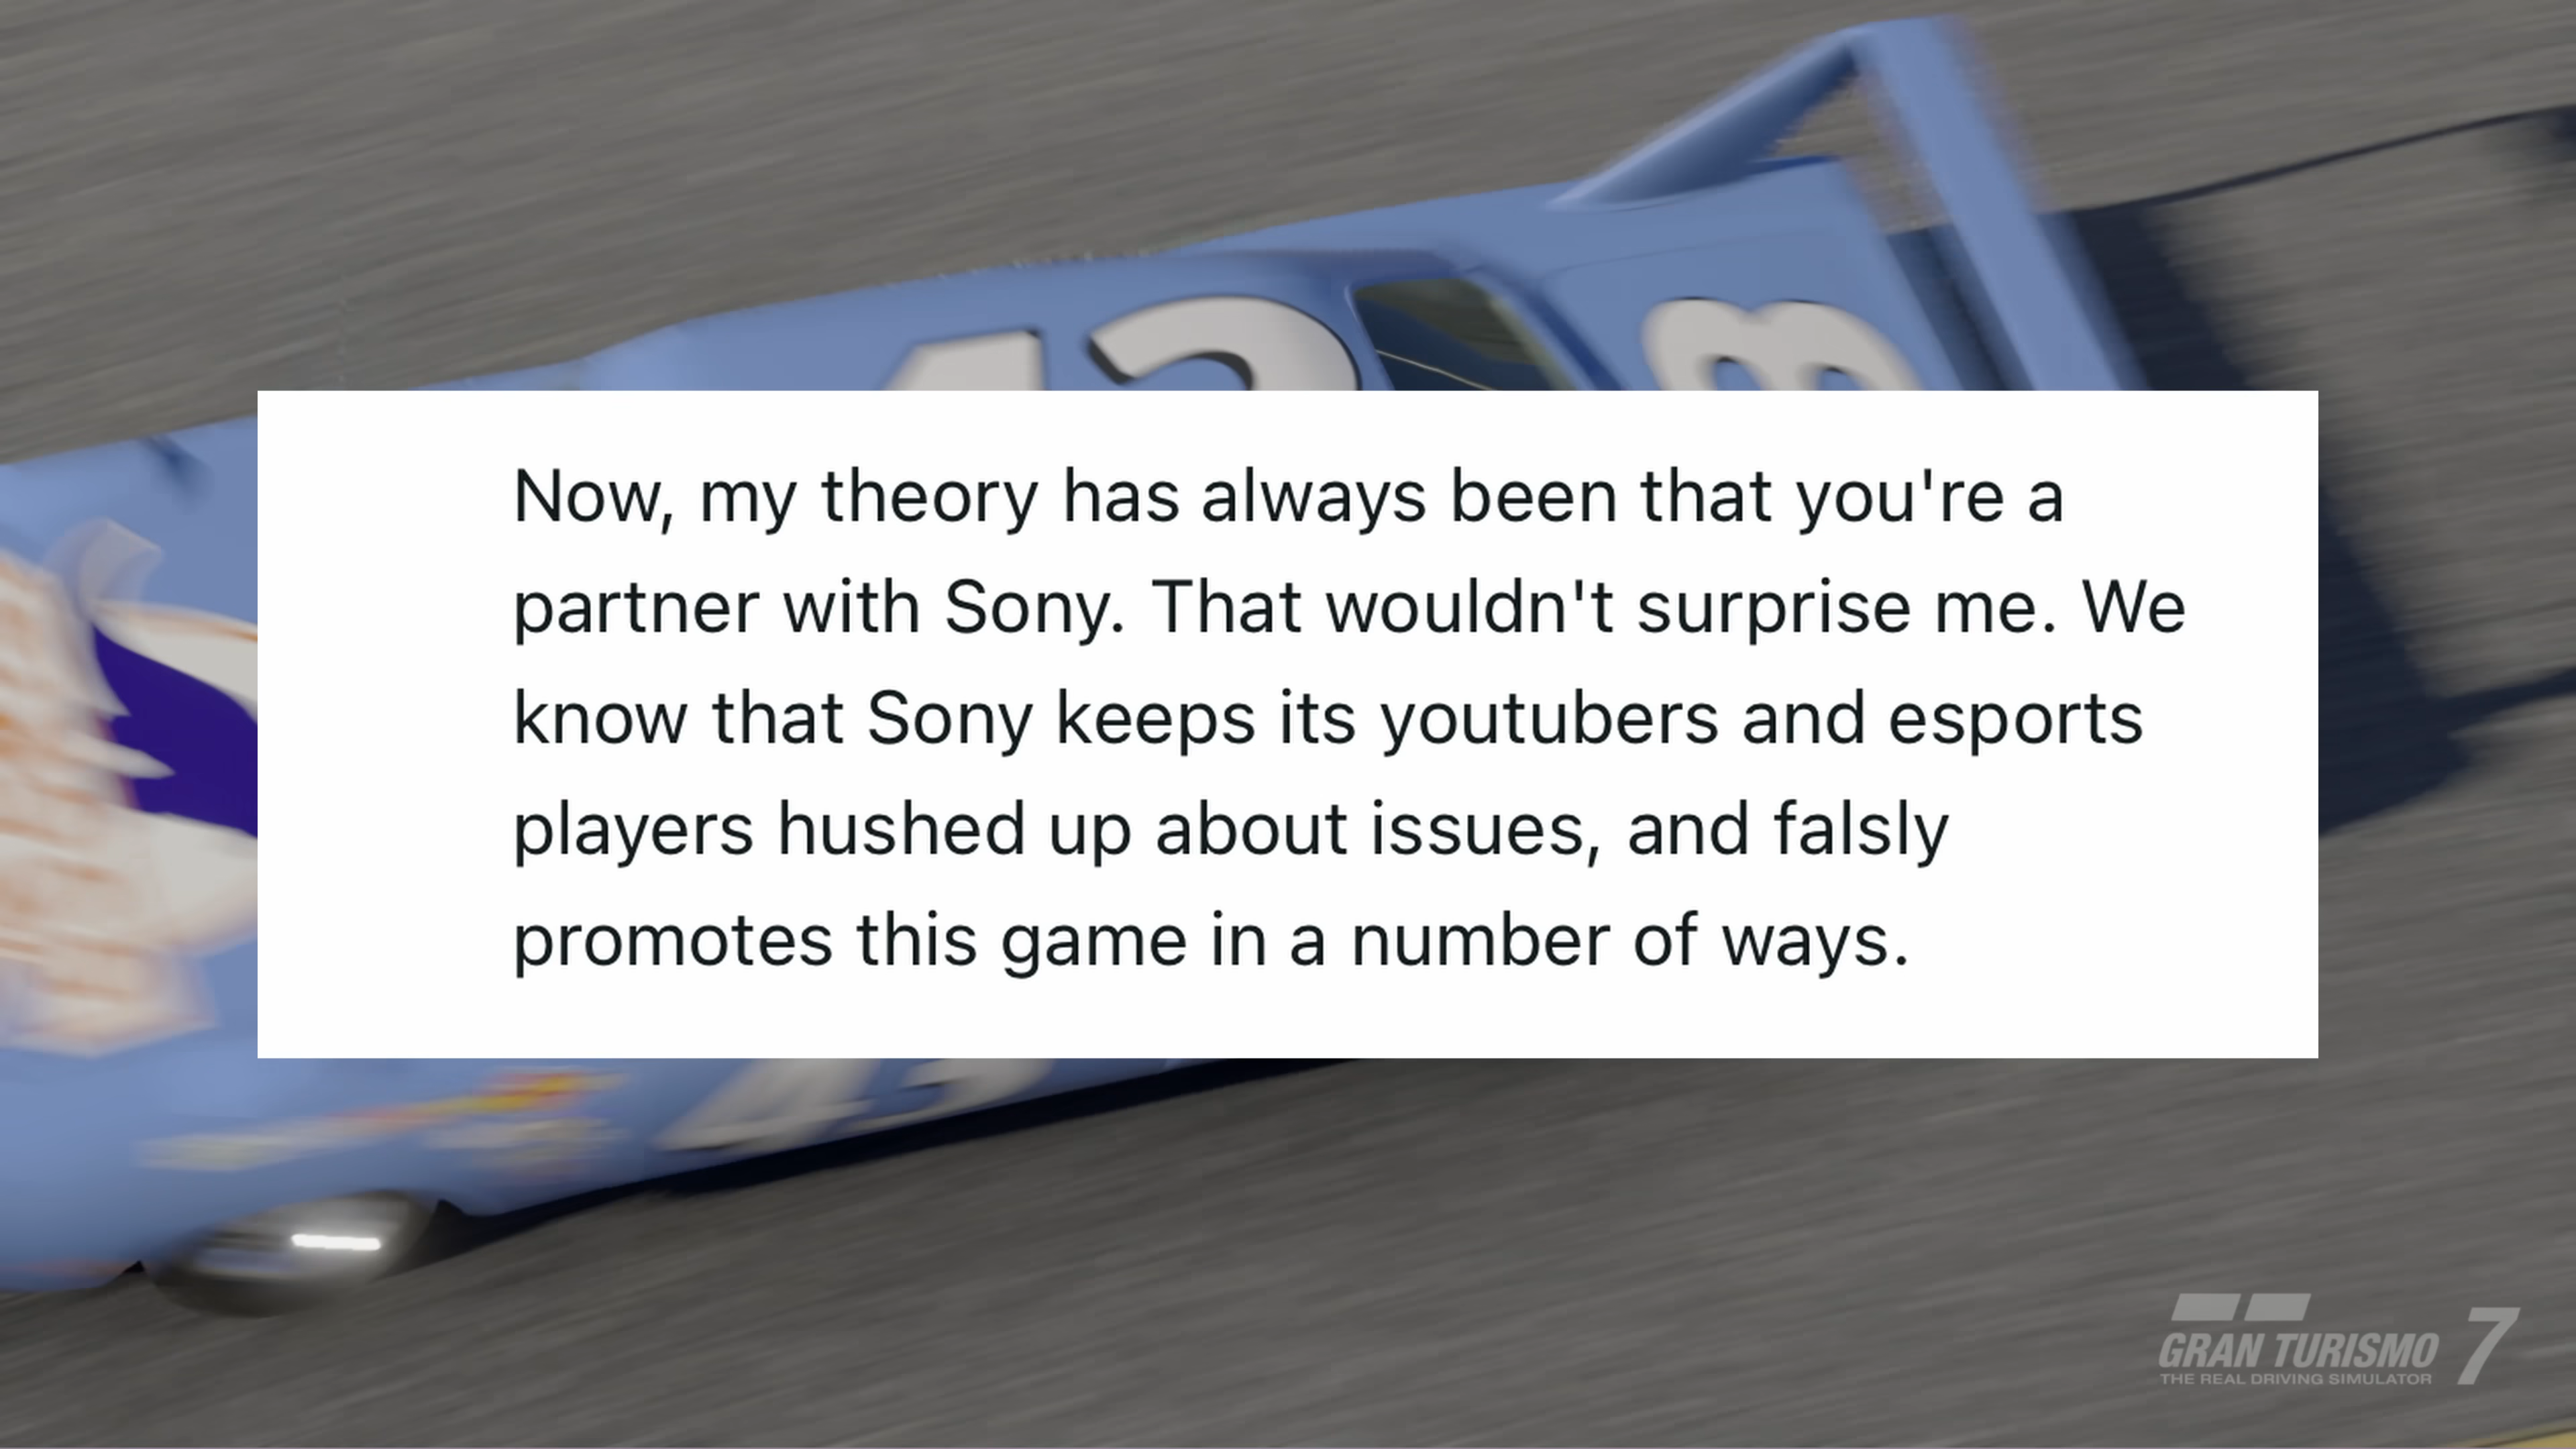 43
Now, my theory has always been that you're a
partner with Sony. That wouldn't surprise me. We
know that Sony keeps its youtubers and esports
players hushed up about issues, and falsly
promotes this game in a number of ways.
43
GRAN TURISMO 7
THE REAL DRIVING SIMULATOR